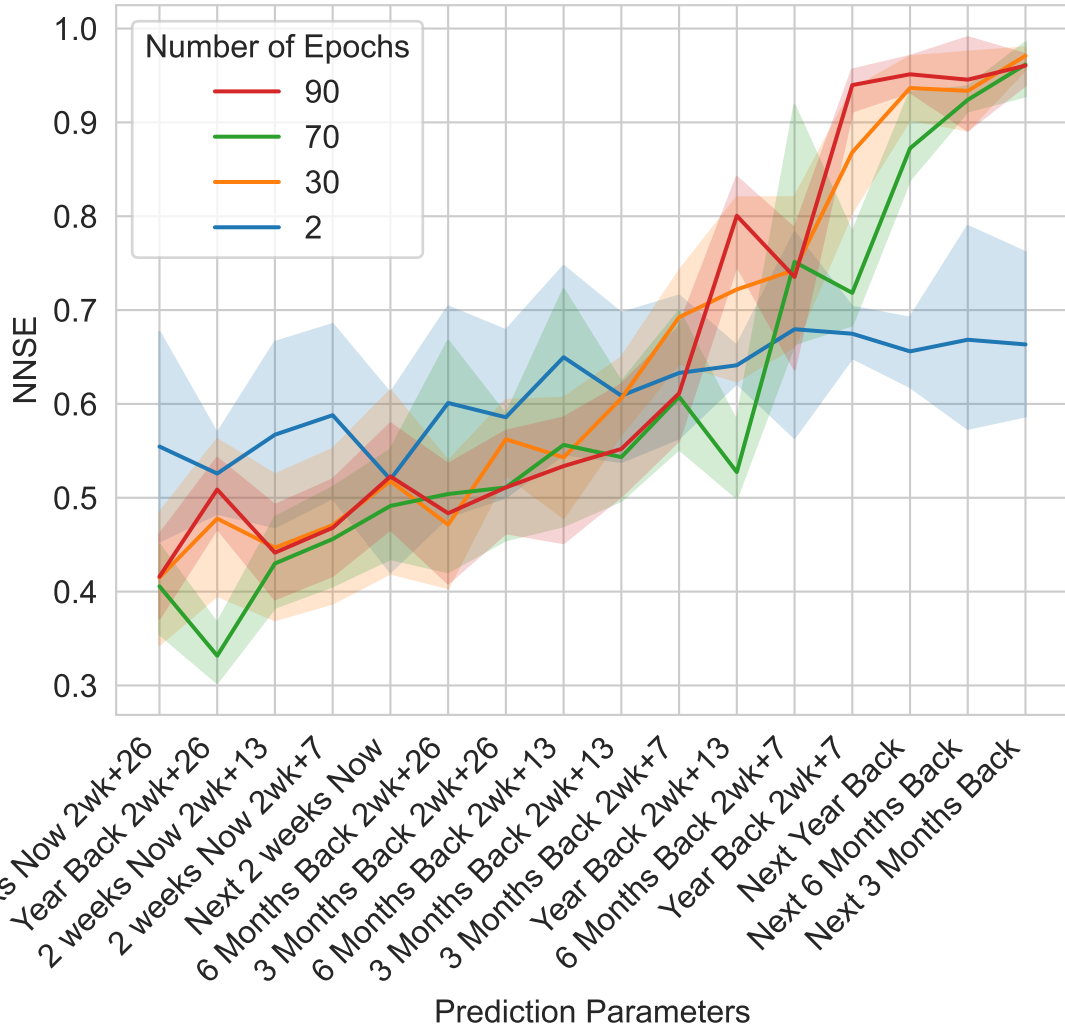 1.0
0.9
0.8
0.7
0.6
0.5
0.4
0.3
NNSE
Number of Epochs
90
70
30
2
Now 2wk+26
Year Back 2wk+26
2 weeks Now 2wk+13
2 weeks Now 2wk+7
Next 2 weeks Now
6 Months Back 2wk+26
3 Months Back 2wk+26
6 Months Back 2wk+13
3 Months Back 2wk+13
3 Months Back 2wk+7
Year Back 2wk+13
6 Months Back 2wk+7
Year Back 2wk+7
Next Year Back
Next 6 Months Back
Next 3 Months Back
Prediction Parameters